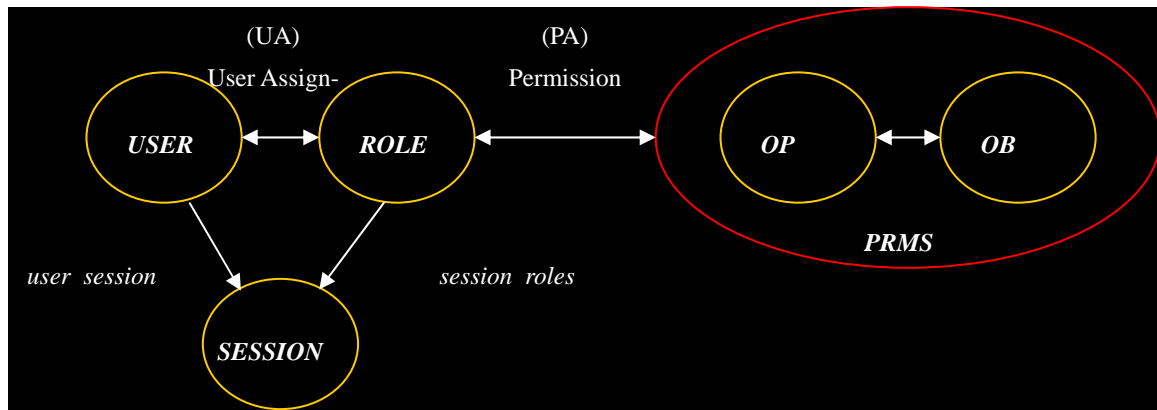 (UA)
User Assign-
(PA)
Permission
USER
ROLE
OP
OB
PRMS
user session
session roles
SESSION